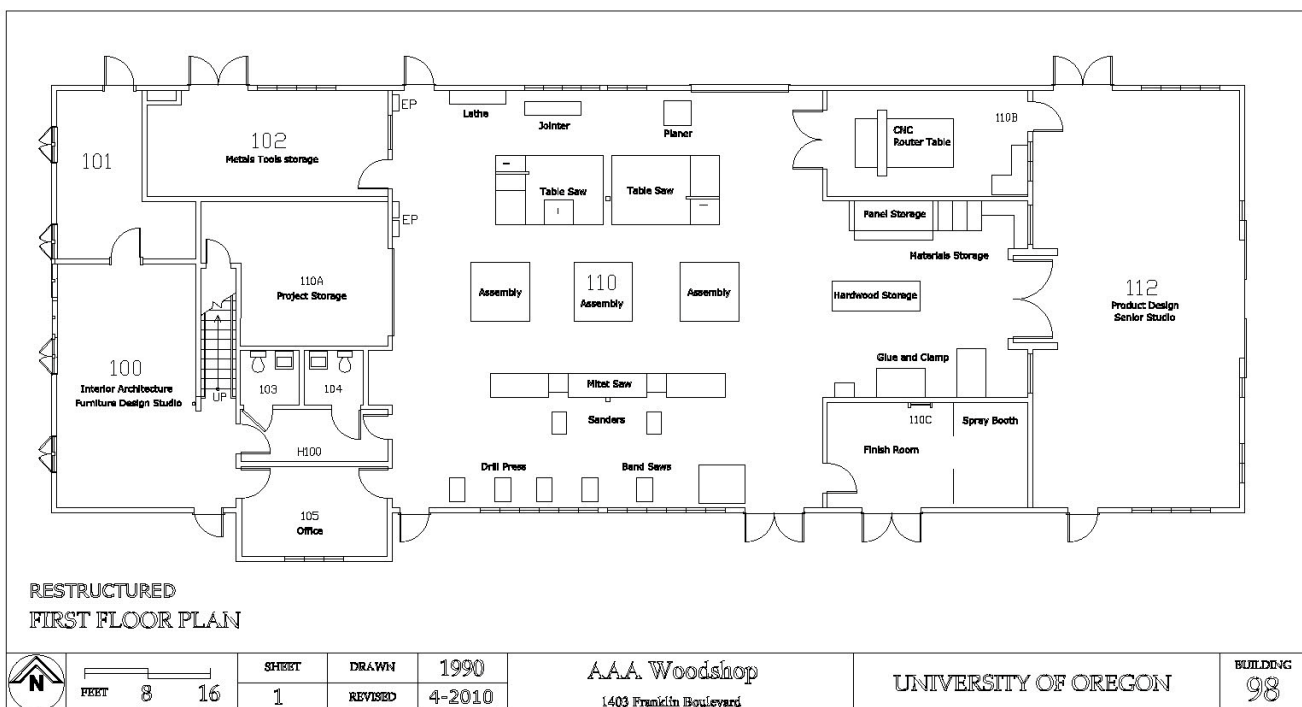 101
102
Metals Tools storage
EP
Lathe
Jointer
Planer
CNC
Router Table
110B
Table Saw
Table Saw
EP
Panel Storage
Materials Storage
110A
Project Storage
Assembly
110
Assembly
Assembly
Hardwood Storage
112
Product Design
Senior Studio
100
Interior Architecture
Furniture Design Studio
UP
103
104
Glue and Clamp
Miter Saw
Sanders
110C
Spray Booth
Finish Room
H100
Drill Press
Band Saws
105
Office
RESTRUCTURED
FIRST FLOOR PLAN
N
FEET 8 16
SHEET
1
DRAWN 1990
REVISED 4-2010
AAA Woodshop
1403 Franklin Boulevard
UNIVERSITY OF OREGON
BUILDING
98